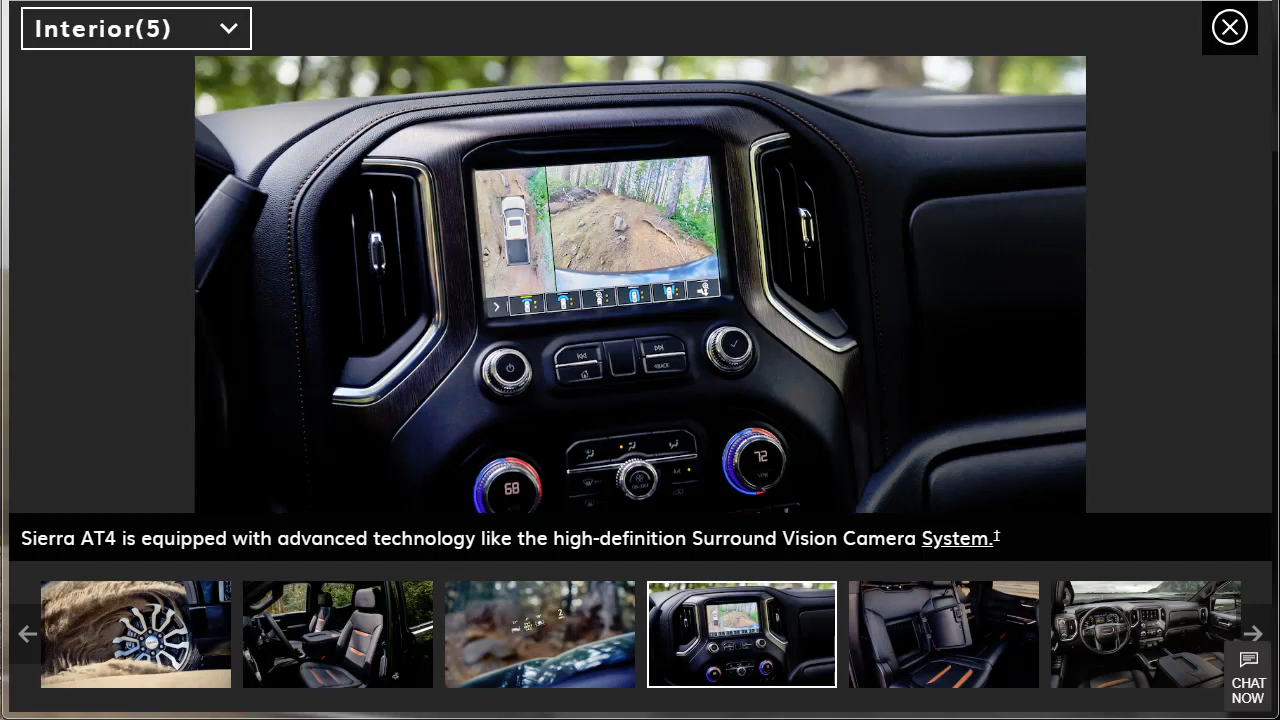 Interior(5)
BACK
68
72
Sierra AT4 is equipped with advanced technology like the high-definition Surround Vision Camera System.†
CHAT
NOW